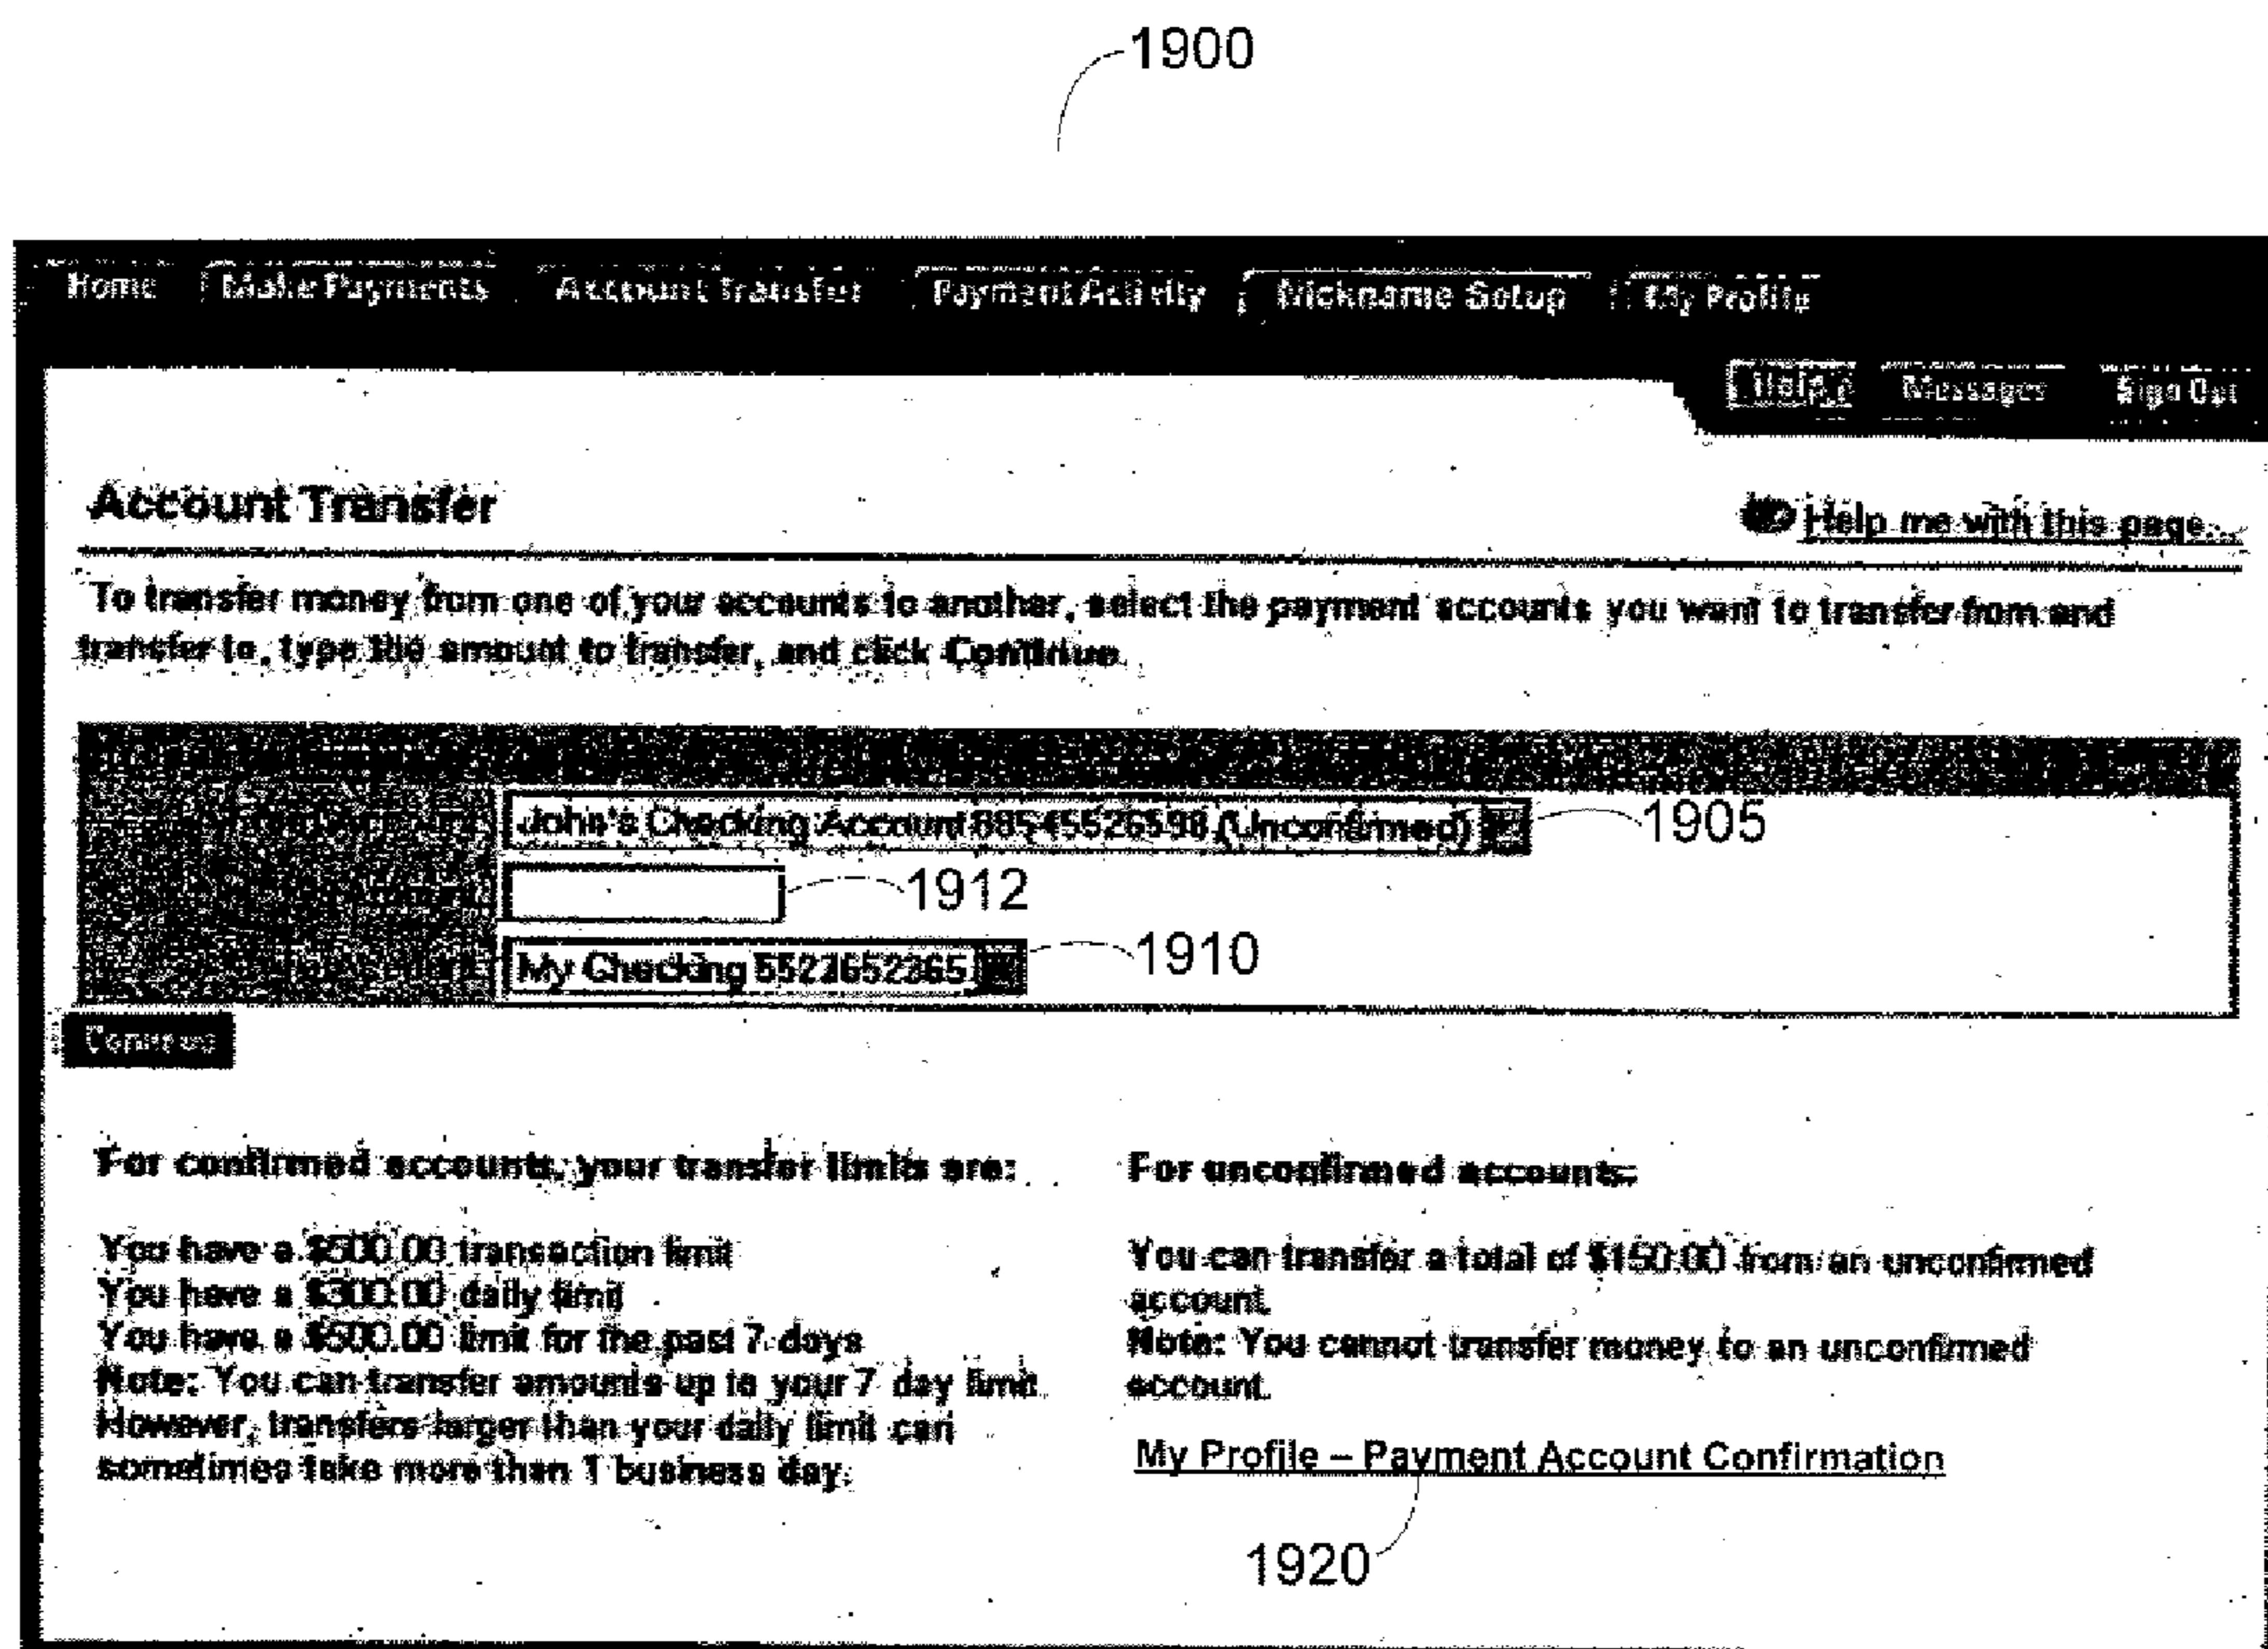 1900
Home Make Payments Account Transfer Payment Activity Nickname Setup My Profile
Help Messages Sign Out
Account Transfer
Help me with this page...
To transfer money from one of your accounts to another, select the payment accounts you want to transfer from and
transfer to, type the amount to transfer, and click Continue.
John's Checking Account 88545526598 (Unconfirmed) 1905
1912
My Checking 1910
Continue
For confirmed accounts, your transfer limits are:
You have a $500.00 transaction limit
You have a $300.00 daily limit
You have a $500.00 limit for the past 7 days
Note: You can transfer amounts up to your 7 day limit.
However, transfers larger than your daily limit can
sometimes take more than 1 business day.
For unconfirmed accounts:
You can transfer a total of $150.00 from an unconfirmed
account.
Note: You cannot transfer money to an unconfirmed
account.
My Profile – Payment Account Confirmation
1920